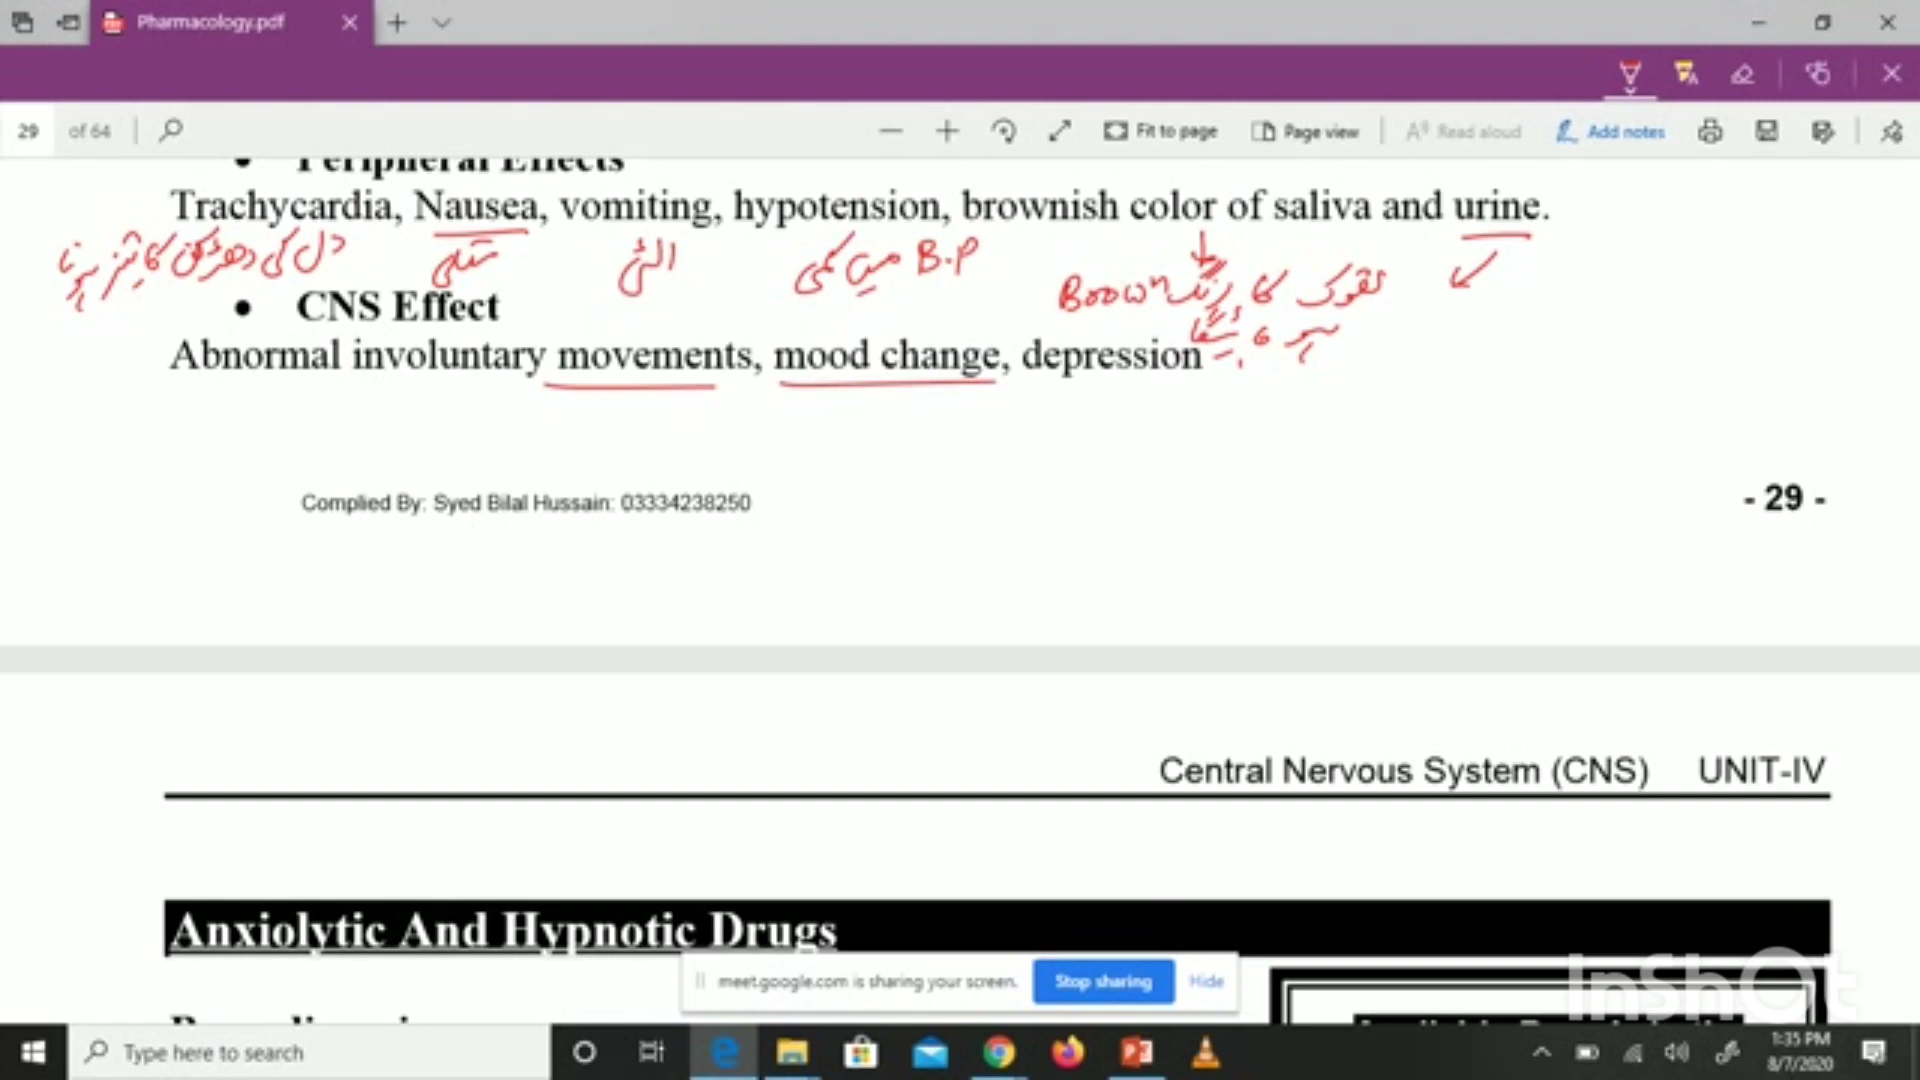 Pharmacology.pdf
29 of 64 Fit to page Page view Read aloud Add notes
Peripheral Effects
Trachycardia, Nausea, vomiting, hypotension, brownish color of saliva and urine.
دل کی دھڑکن کا تیز ہونا متلی الٹی B.P میں کمی
تھوک کا رنگ Brown
• CNS Effect
Abnormal involuntary movements, mood change, depression
Complied By: Syed Bilal Hussain: 03334238250
- 29 -
Central Nervous System (CNS) UNIT-IV
Anxiolytic And Hypnotic Drugs
meet.google.com is sharing your screen. Stop sharing Hide
InShOt
Type here to search
1:35 PM
8/7/2020